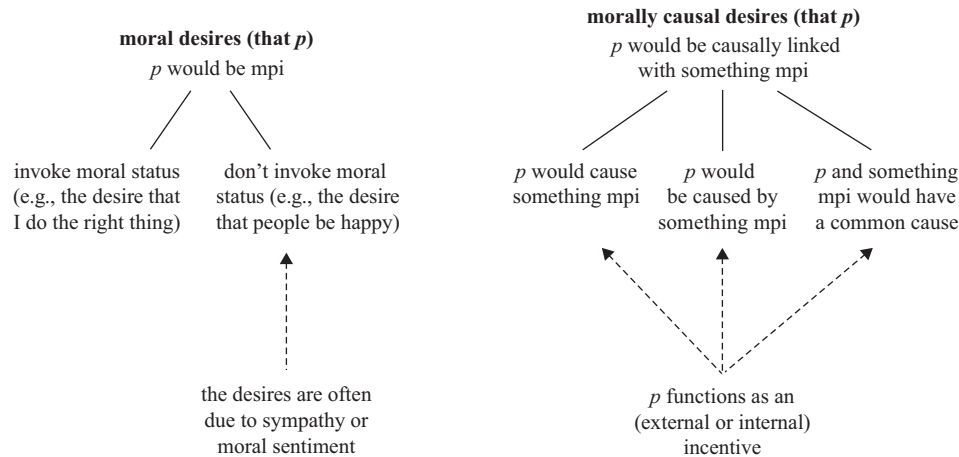 moral desires (that p)
p would be mpi
invoke moral status
(e.g., the desire that
I do the right thing)
don't invoke moral
status (e.g., the desire
that people be happy)
the desires are often
due to sympathy or
moral sentiment
morally causal desires (that p)
p would be causally linked
with something mpi
p would cause
something mpi
p would
be caused by
something mpi
p and something
mpi would have
a common cause
p functions as an
(external or internal)
incentive